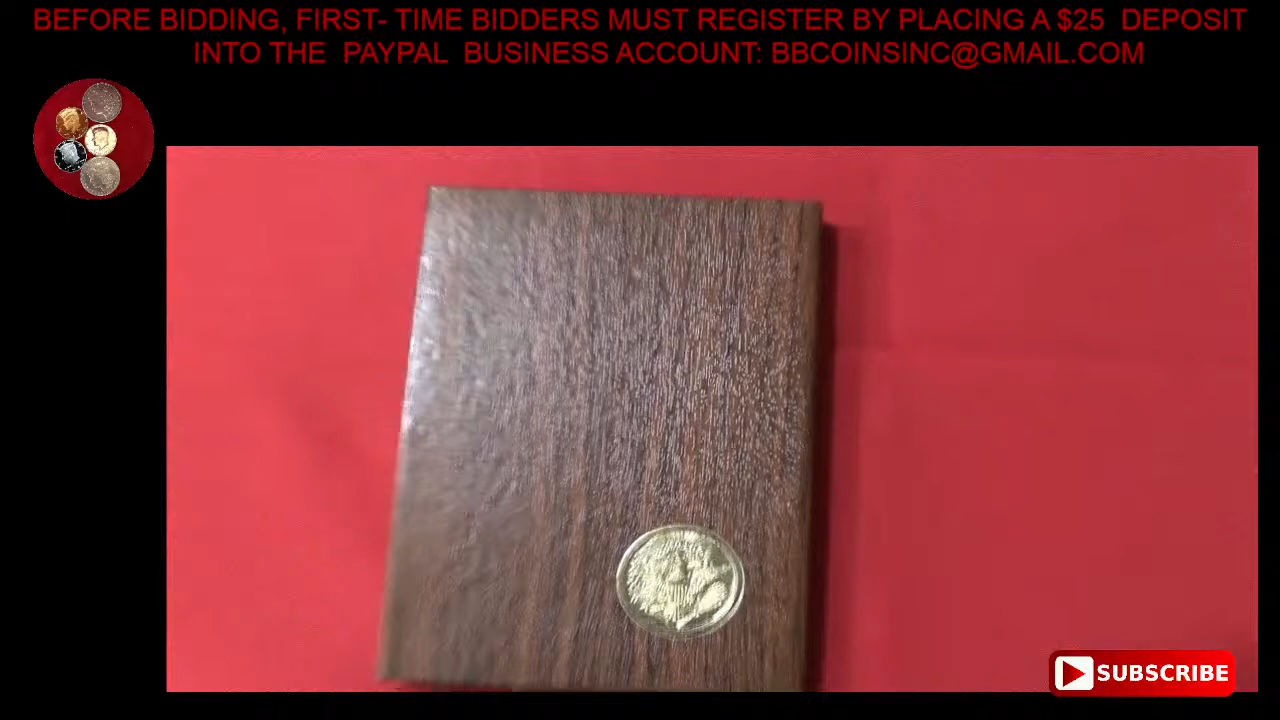 BEFORE BIDDING, FIRST- TIME BIDDERS MUST REGISTER BY PLACING A $25 DEPOSIT
INTO THE PAYPAL BUSINESS ACCOUNT: BBCOINSINC@GMAIL.COM
SUBSCRIBE